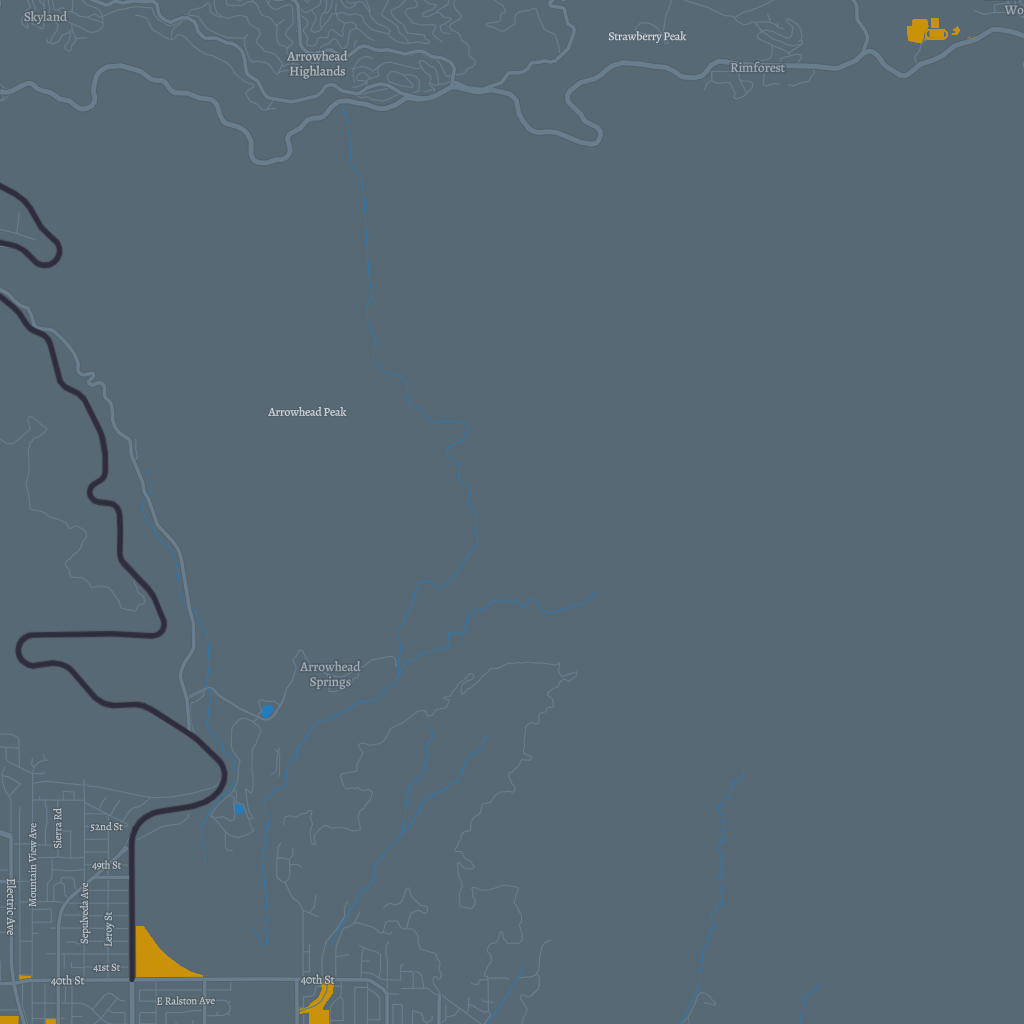 Skyland
Wo
Strawberry Peak
Arrowhead
Highlands
Rimforest
Arrowhead Peak
Arrowhead
Springs
52nd St
Sierra Rd
Mountain View Ave
49th St
Electric Ave
Sepulveda Ave
Leroy St
41st St
40th St
40th St
E Ralston Ave